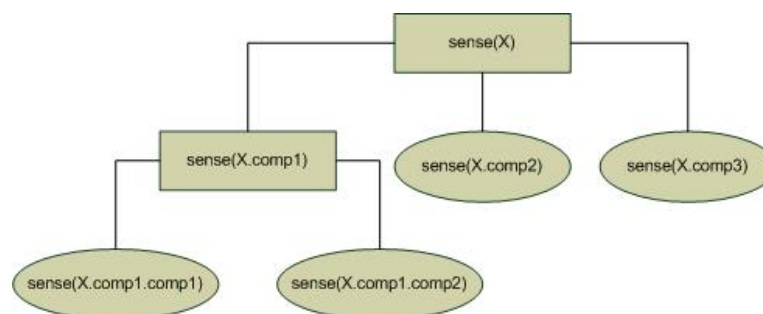 sense(X)
sense(X.comp1)
sense(X.comp2)
sense(X.comp3)
sense(X.comp1.comp1)
sense(X.comp1.comp2)